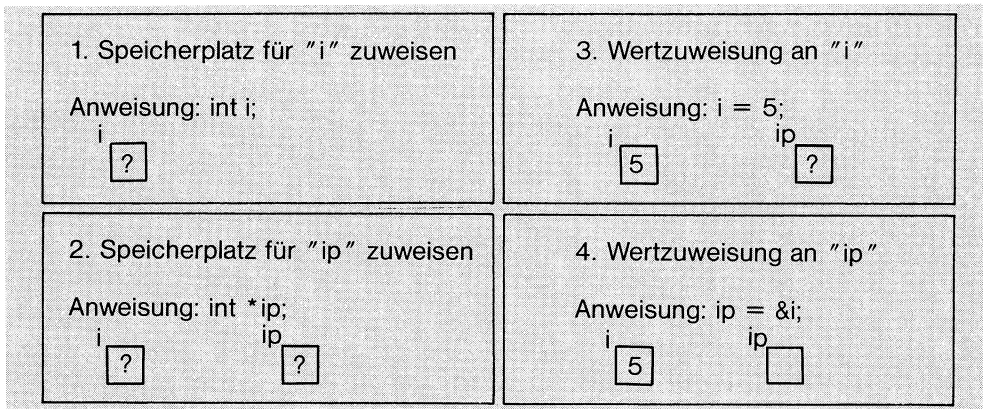 1. Speicherplatz für "i" zuweisen
Anweisung: int i;
i
?
2. Speicherplatz für "ip" zuweisen
Anweisung: int *ip;
i ip
? ?
3. Wertzuweisung an "i"
Anweisung: i = 5;
i ip
5 ?
4. Wertzuweisung an "ip"
Anweisung: ip = &i;
i ip
5